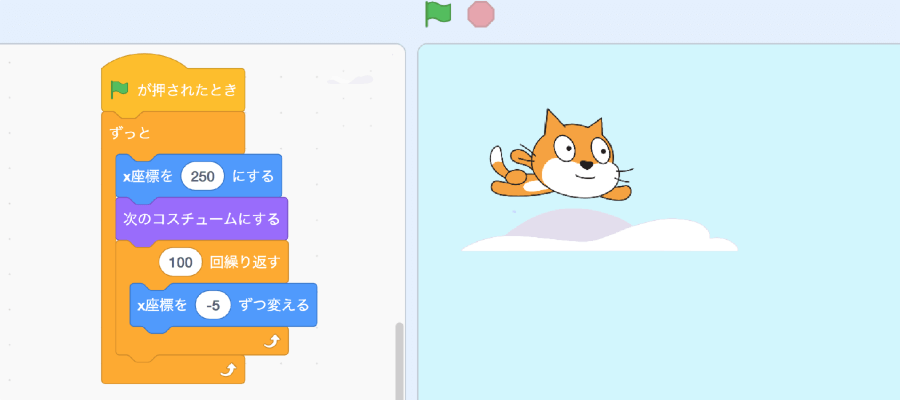 が押されたとき
ずっと
x座標を 250 にする
次のコスチュームにする
100 回繰り返す
x座標を -5 ずつ変える